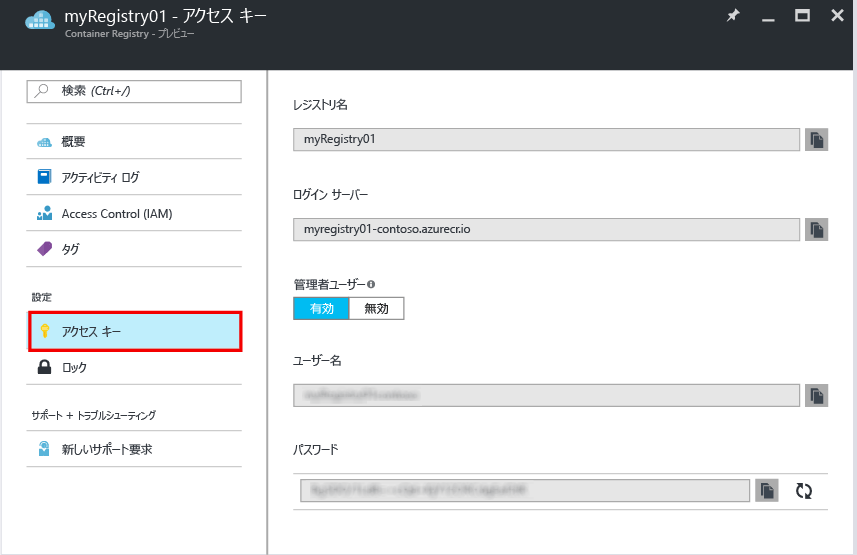 myRegistry01 - アクセス キー
Container Registry - プレビュー
検索 (Ctrl+/)
概要
アクティビティ ログ
Access Control (IAM)
タグ
設定
アクセス キー
ロック
サポート + トラブルシューティング
新しいサポート要求
レジストリ名
myRegistry01
ログイン サーバー
myregistry01-contoso.azurecr.io
管理者ユーザー
有効 無効
ユーザー名
パスワード